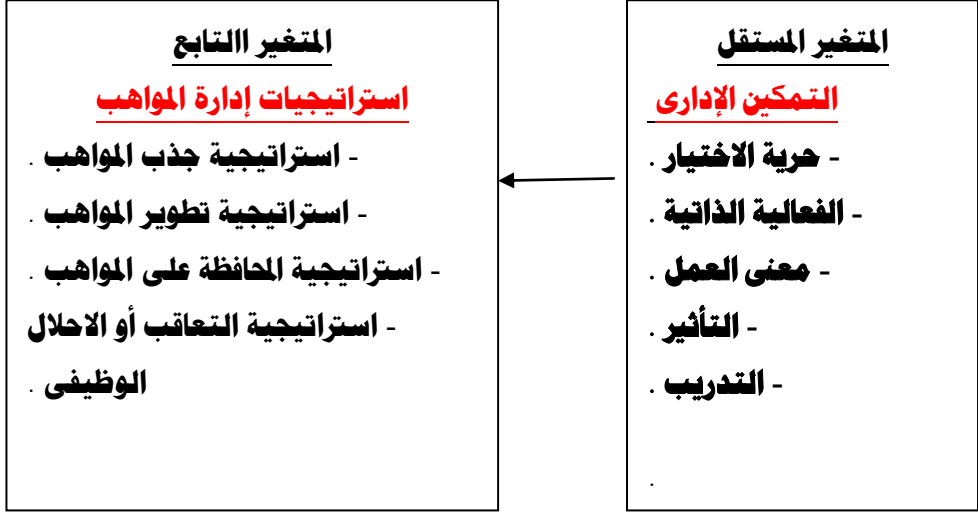 المتغير المستقل
التمكين الإدارى
- حرية الاختيار .
- الفعالية الذاتية .
- معنى العمل .
- التأثير .
- التدريب .
.
المتغير االتابع
استراتيجيات إدارة المواهب
- استراتيجية جذب المواهب .
- استراتيجية تطوير المواهب .
- استراتيجية المحافظة على المواهب .
- استراتيجية التعاقب أو الاحلال
الوظيفى .